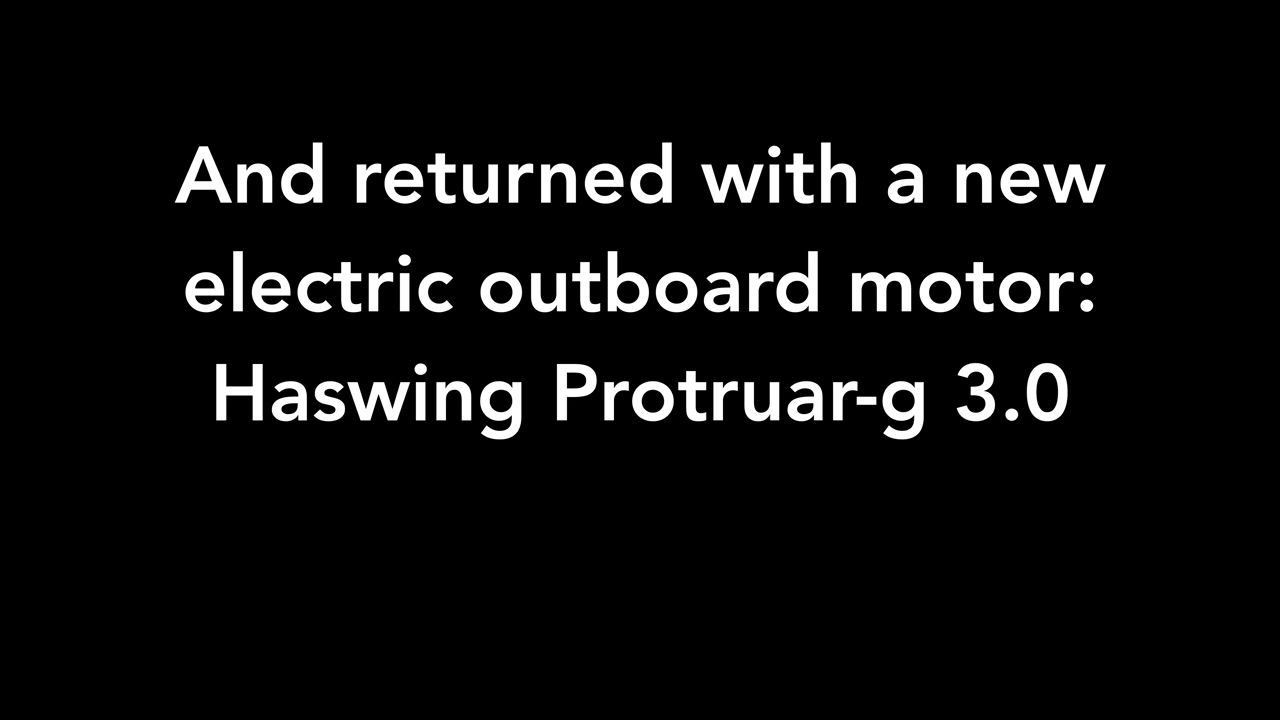 And returned with a new
electric outboard motor:
Haswing Protruar-g 3.0